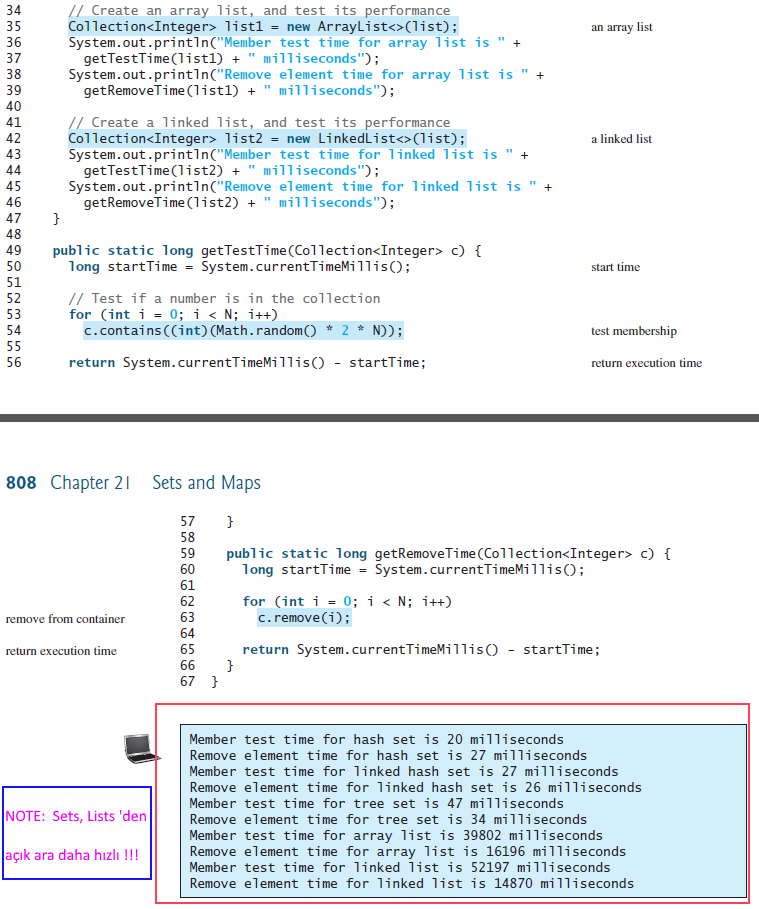 34 // Create an array list, and test its performance
35 Collection<Integer> list1 = new ArrayList<>(list); an array list
36 System.out.println("Member test time for array list is " +
37 getTestTime(list1) + " milliseconds");
38 System.out.println("Remove element time for array list is " +
39 getRemoveTime(list1) + " milliseconds");
40
41 // Create a linked list, and test its performance
42 Collection<Integer> list2 = new LinkedList<>(list); a linked list
43 System.out.println("Member test time for linked list is " +
44 getTestTime(list2) + " milliseconds");
45 System.out.println("Remove element time for linked list is " +
46 getRemoveTime(list2) + " milliseconds");
47 }
48
49 public static long getTestTime(Collection<Integer> c) {
50 long startTime = System.currentTimeMillis(); start time
51
52 // Test if a number is in the collection
53 for (int i = 0; i < N; i++)
54 c.contains((int)(Math.random() * 2 * N)); test membership
55
56 return System.currentTimeMillis() - startTime; return execution time
808 Chapter 21 Sets and Maps
57 }
58
59 public static long getRemoveTime(Collection<Integer> c) {
60 long startTime = System.currentTimeMillis();
61
62 for (int i = 0; i < N; i++)
remove from container 63 c.remove(i);
64
return execution time 65 return System.currentTimeMillis() - startTime;
66 }
67 }
Member test time for hash set is 20 milliseconds
Remove element time for hash set is 27 milliseconds
Member test time for linked hash set is 27 milliseconds
Remove element time for linked hash set is 26 milliseconds
Member test time for tree set is 47 milliseconds
Remove element time for tree set is 34 milliseconds
Member test time for array list is 39802 milliseconds
Remove element time for array list is 16196 milliseconds
Member test time for linked list is 52197 milliseconds
Remove element time for linked list is 14870 milliseconds
NOTE: Sets, Lists 'den
açık ara daha hızlı !!!